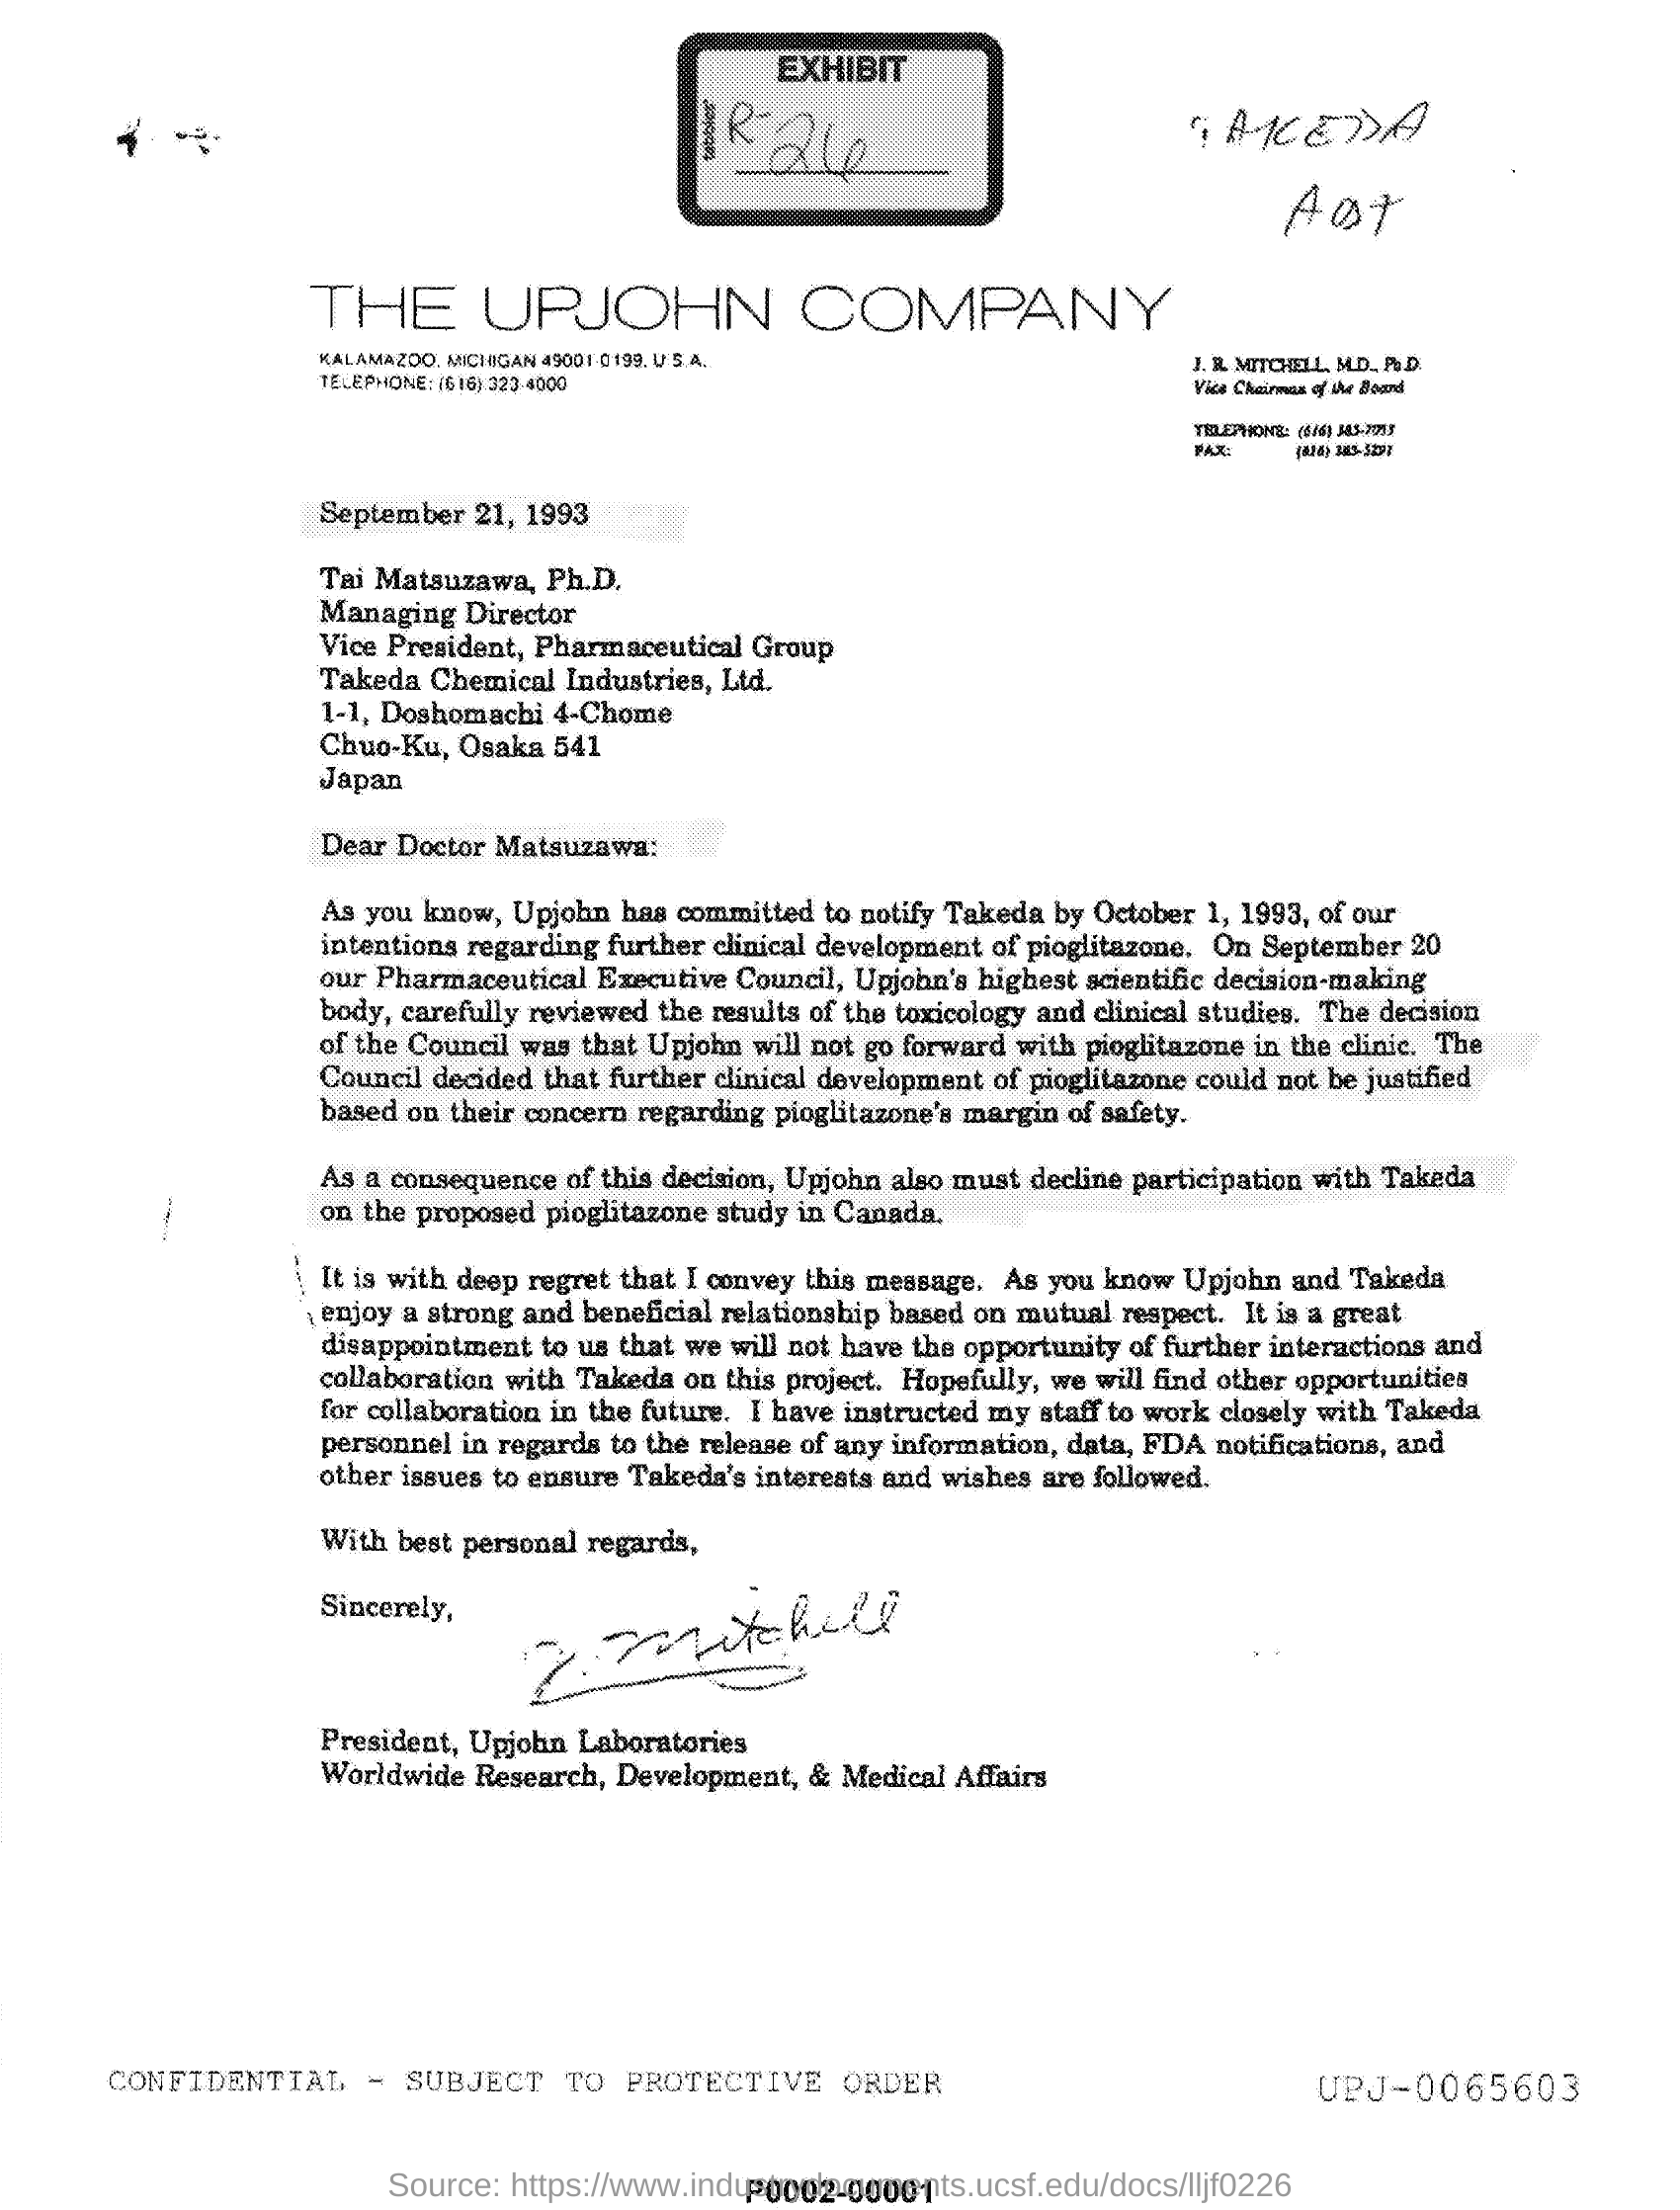 EXHIBIT
tabbies
R-26
TAKEDA
THE UPJOHN COMPANY
KALAMAZOO, MICHIGAN 49001-0199, U.S.A.
TELEPHONE: (616) 323-4000
J. R. MITCHELL, M.D., Ph.D.
Vice Chairman of the Board
TELEPHONE: (616)
FAX: (616)
September 21, 1993
Tai Matsuzawa, Ph.D.
Managing Director
Vice President, Pharmaceutical Group
Takeda Chemical Industries, Ltd.
1-1, Doshomachi 4-Chome
Chuo-Ku, Osaka 541
Japan
Dear Doctor Matsuzawa:
As you know, Upjohn has committed to notify Takeda by October 1, 1993, of our
intentions regarding further clinical development of pioglitazone. On September 20
our Pharmaceutical Executive Council, Upjohn's highest scientific decision-making
body, carefully reviewed the results of the toxicology and clinical studies. The decision
of the Council was that Upjohn will not go forward with pioglitazone in the clinic. The
Council decided that further clinical development of pioglitazone could not be justified
based on their concern regarding pioglitazone's margin of safety.
As a consequence of this decision, Upjohn also must decline participation with Takeda
on the proposed pioglitazone study in Canada.
It is with deep regret that I convey this message. As you know Upjohn and Takeda
enjoy a strong and beneficial relationship based on mutual respect. It is a great
disappointment to us that we will not have the opportunity of further interactions and
collaboration with Takeda on this project. Hopefully, we will find other opportunities
for collaboration in the future. I have instructed my staff to work closely with Takeda
personnel in regards to the release of any information, data, FDA notifications, and
other issues to ensure Takeda's interests and wishes are followed.
With best personal regards,
Sincerely,
J. Mitchell
President, Upjohn Laboratories
Worldwide Research, Development, & Medical Affairs
CONFIDENTIAL - SUBJECT TO PROTECTIVE ORDER
UPJ-0065603
Source: https://www.industrydocuments.ucsf.edu/docs/lljf0226
P0002-00001